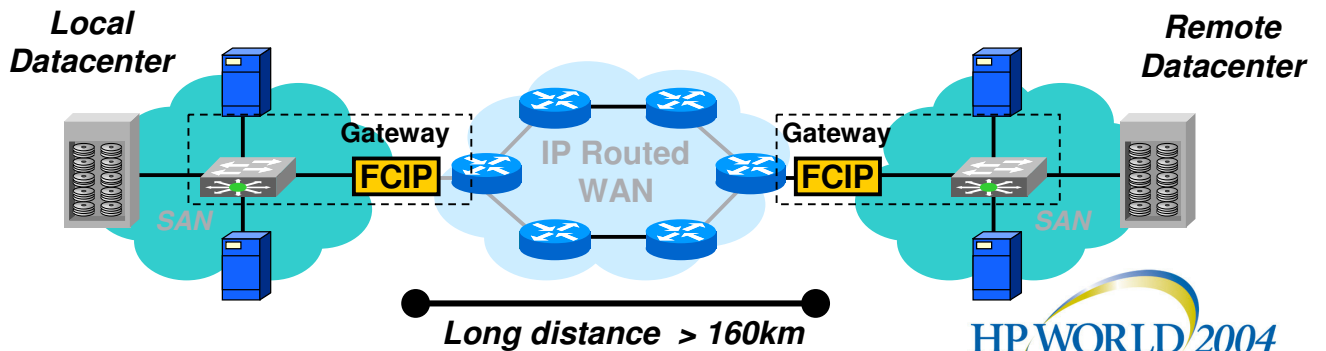 Local
Datacenter
Remote
Datacenter
Gateway
Gateway
IP Routed
WAN
FCIP
FCIP
SAN
SAN
Long distance > 160km
HP WORLD 2004